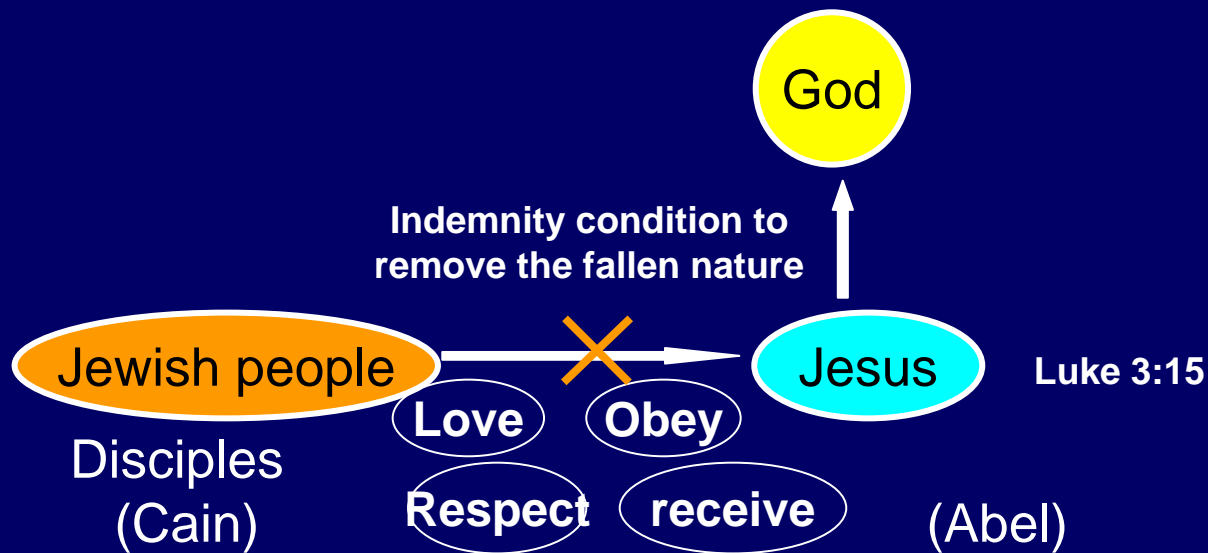 God
Indemnity condition to
remove the fallen nature
Jewish people
Jesus
Luke 3:15
Love
Obey
Disciples
(Cain)
Respect
receive
(Abel)